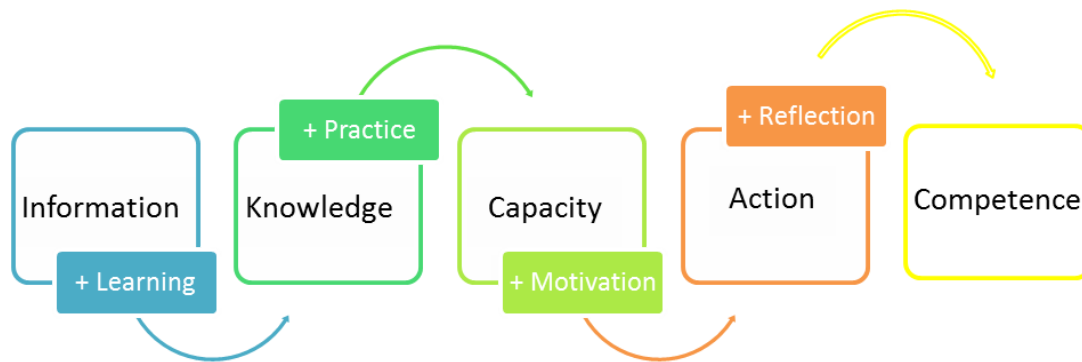 Information
+ Learning
Knowledge
+ Practice
Capacity
+ Motivation
Action
+ Reflection
Competence